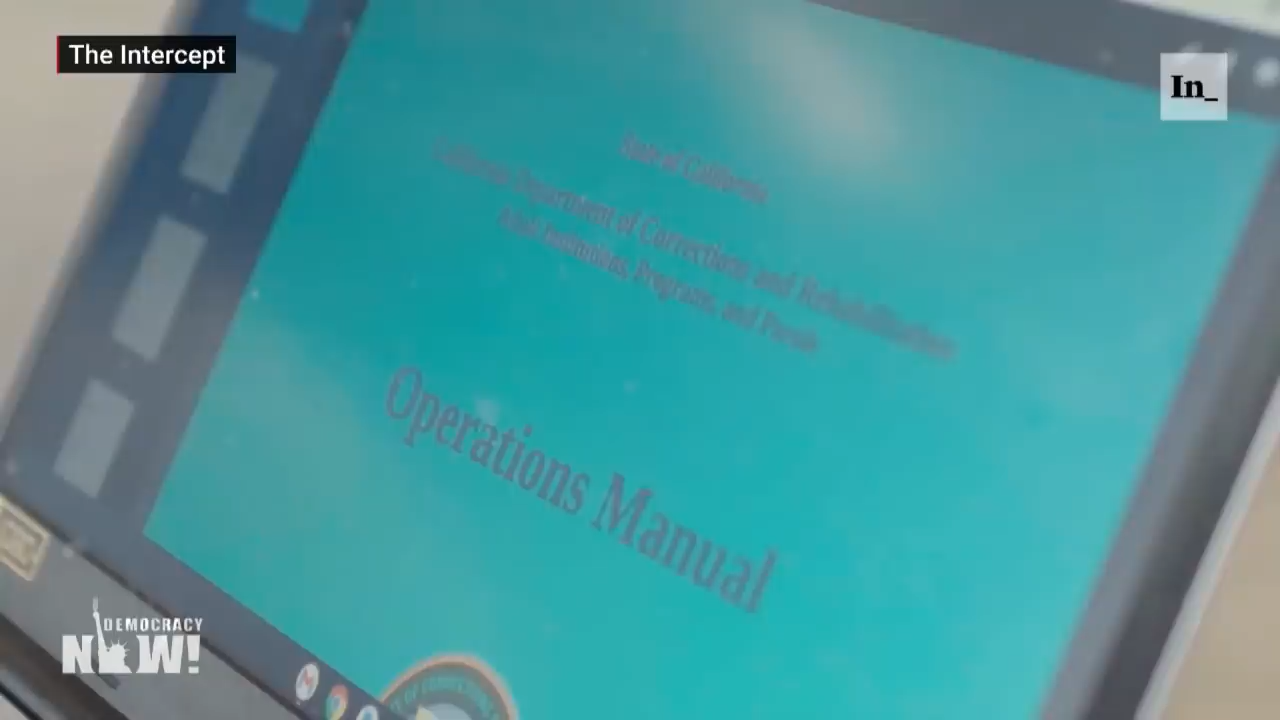 The Intercept
In_
State of California
California Department of Corrections and Rehabilitation
Adult Institutions, Programs, and Parole
Operations Manual
DEMOCRACY
NOW!